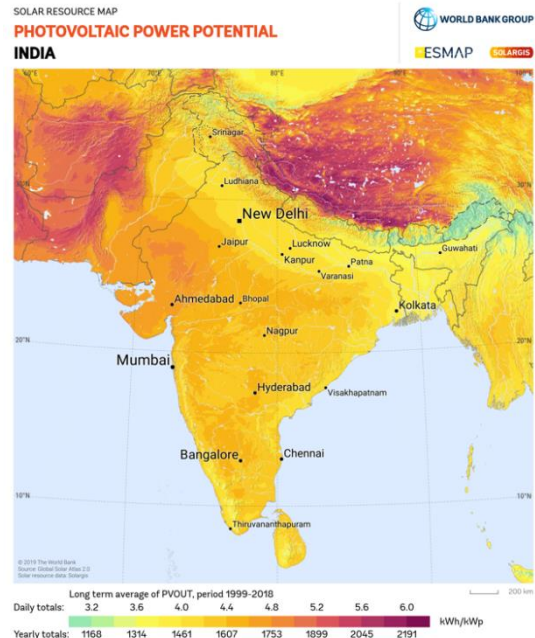 SOLAR RESOURCE MAP
PHOTOVOLTAIC POWER POTENTIAL
INDIA
WORLD BANK GROUP
ESMAP
SOLARGIS
70°E
80°E
Srinagar
Ludhiana
30°N
New Delhi
Jaipur
Lucknow
Kanpur
Guwahati
Patna
Varanasi
Ahmedabad
Bhopal
Kolkata
Nagpur
20°N
20°N
Mumbai
Hyderabad
Visakhapatnam
Bangalore
Chennai
10°N
10°N
Thiruvananthapuram
© 2019 The World Bank
Source: Global Solar Atlas 2.0
Solar resource data: Solargis
200 km
Long term average of PVOUT, period 1999-2018
Daily totals: 3.2 3.6 4.0 4.4 4.8 5.2 5.6 6.0
kWh/kWp
Yearly totals: 1168 1314 1461 1607 1753 1899 2045 2191